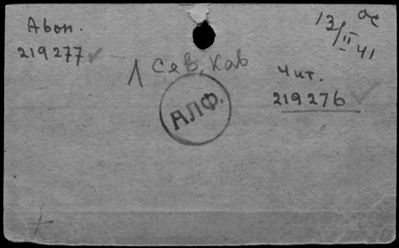 Абон.
219277
13/II 41
1 Сев, Кав
Чит.
219276
АЛФ.